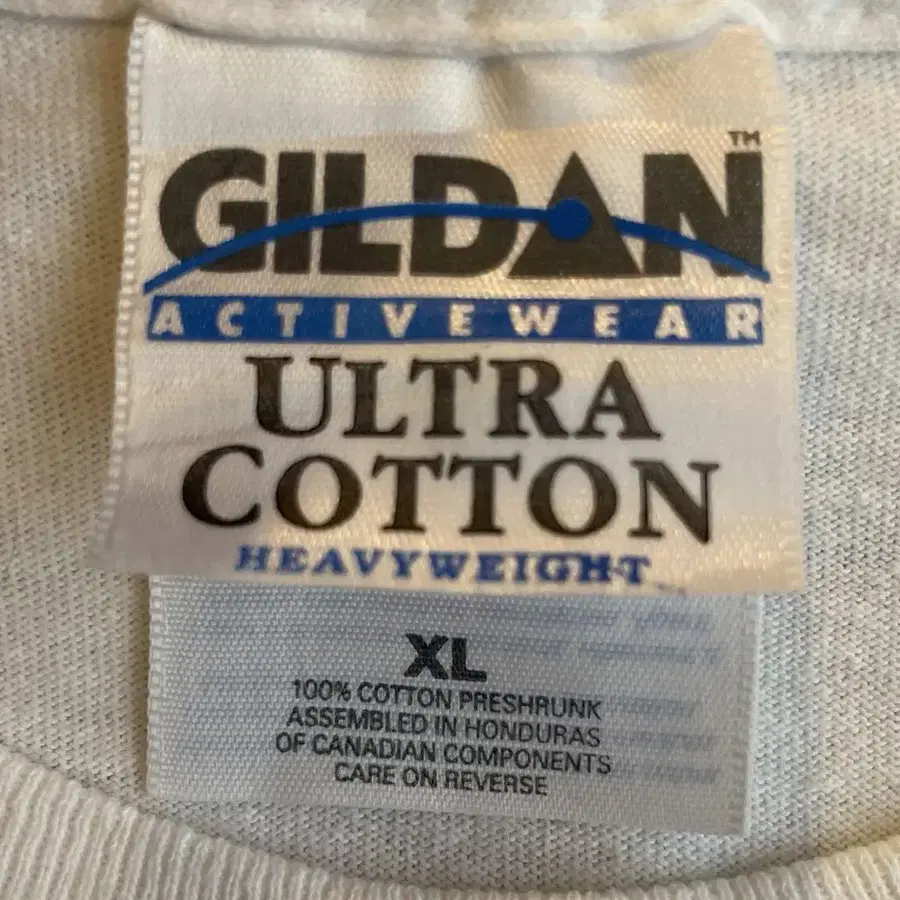 GILDAN™
ACTIVEWEAR
ULTRA
COTTON
HEAVYWEIGHT
XL
100% COTTON PRESHRUNK
ASSEMBLED IN HONDURAS
OF CANADIAN COMPONENTS
CARE ON REVERSE